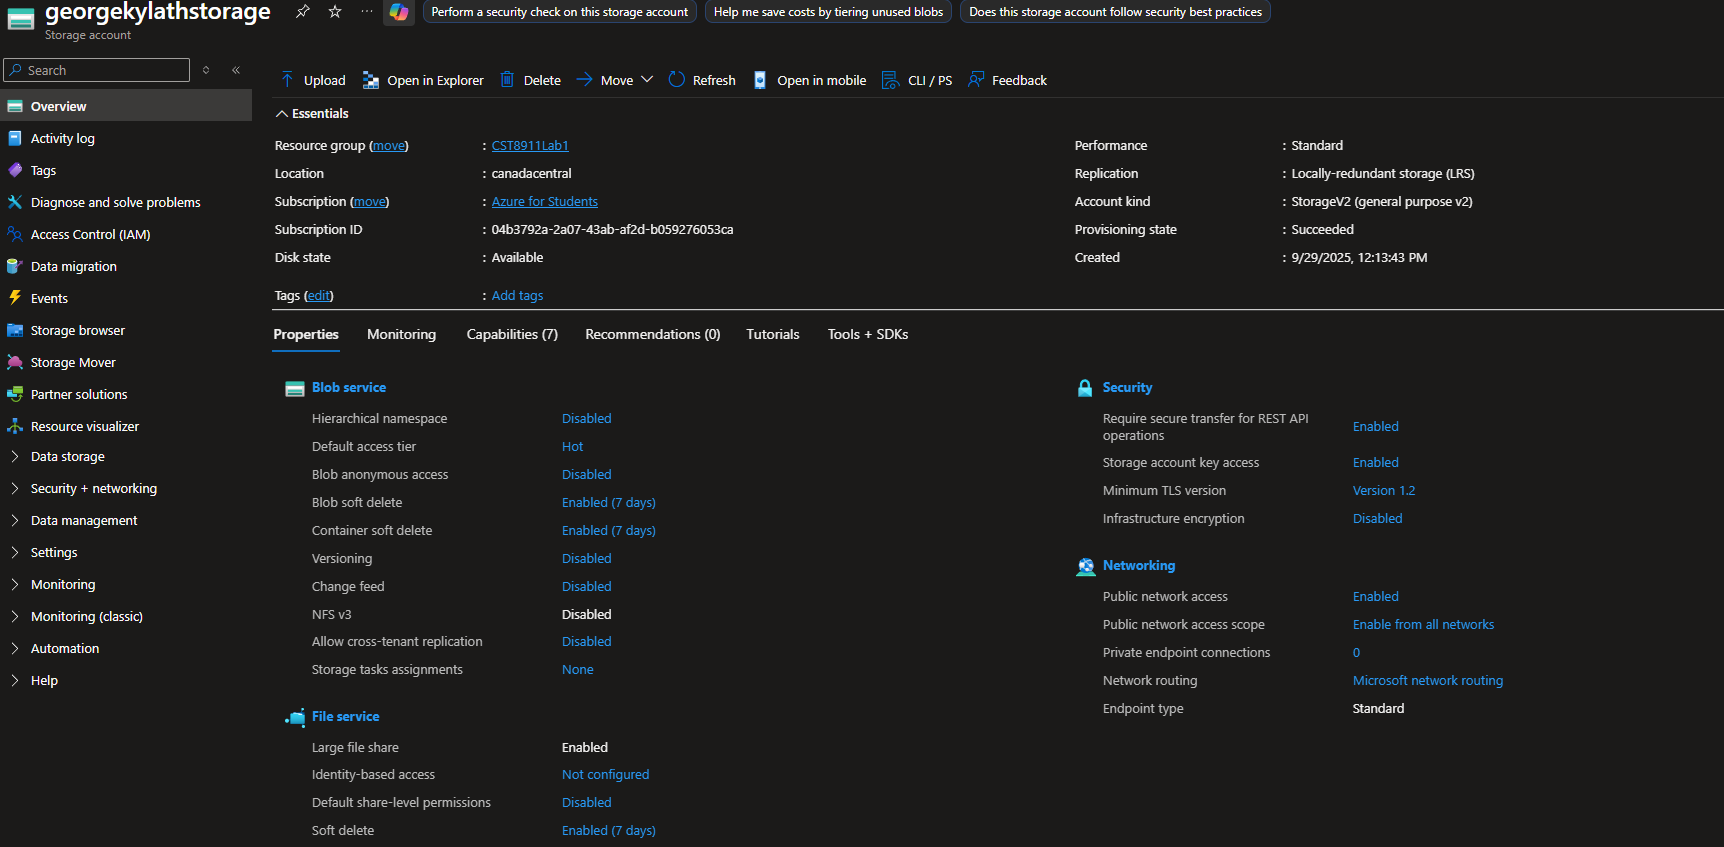 georgekylathstorage
Storage account
Perform a security check on this storage account
Help me save costs by tiering unused blobs
Does this storage account follow security best practices
Search
Overview
Activity log
Tags
Diagnose and solve problems
Access Control (IAM)
Data migration
Events
Storage browser
Storage Mover
Partner solutions
Resource visualizer
Data storage
Security + networking
Data management
Settings
Monitoring
Monitoring (classic)
Automation
Help
Upload Open in Explorer Delete Move Refresh Open in mobile CLI / PS Feedback
Essentials
Resource group (move) : CST8911Lab1
Location : canadacentral
Subscription (move) : Azure for Students
Subscription ID : 04b3792a-2a07-43ab-af2d-b059276053ca
Disk state : Available
Tags (edit) : Add tags
Performance : Standard
Replication : Locally-redundant storage (LRS)
Account kind : StorageV2 (general purpose v2)
Provisioning state : Succeeded
Created : 9/29/2025, 12:13:43 PM
Properties Monitoring Capabilities (7) Recommendations (0) Tutorials Tools + SDKs
Blob service
Hierarchical namespace Disabled
Default access tier Hot
Blob anonymous access Disabled
Blob soft delete Enabled (7 days)
Container soft delete Enabled (7 days)
Versioning Disabled
Change feed Disabled
NFS v3 Disabled
Allow cross-tenant replication Disabled
Storage tasks assignments None
File service
Large file share Enabled
Identity-based access Not configured
Default share-level permissions Disabled
Soft delete Enabled (7 days)
Security
Require secure transfer for REST API
operations Enabled
Storage account key access Enabled
Minimum TLS version Version 1.2
Infrastructure encryption Disabled
Networking
Public network access Enabled
Public network access scope Enable from all networks
Private endpoint connections 0
Network routing Microsoft network routing
Endpoint type Standard